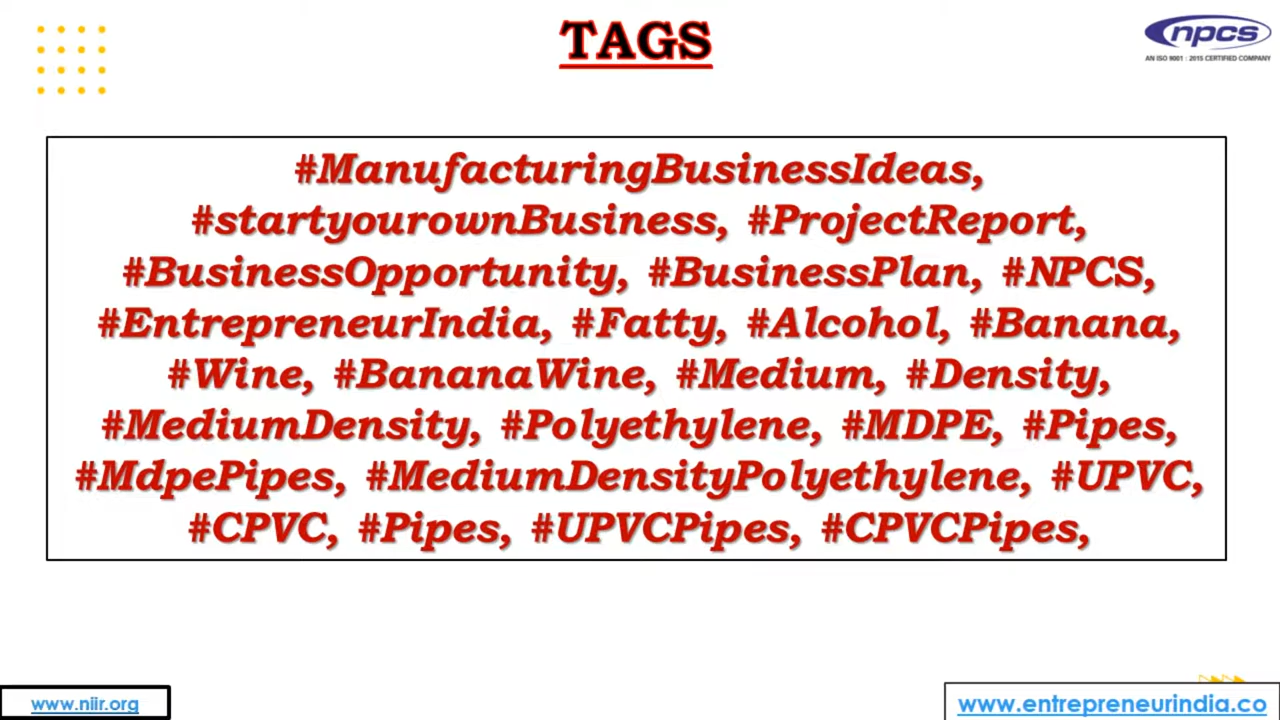 TAGS
npcs
AN ISO 9001 : 2015 CERTIFIED COMPANY
#ManufacturingBusinessIdeas,
#startyourownBusiness, #ProjectReport,
#BusinessOpportunity, #BusinessPlan, #NPCS,
#EntrepreneurIndia, #Fatty, #Alcohol, #Banana,
#Wine, #BananaWine, #Medium, #Density,
#MediumDensity, #Polyethylene, #MDPE, #Pipes,
#MdpePipes, #MediumDensityPolyethylene, #UPVC,
#CPVC, #Pipes, #UPVCPipes, #CPVCPipes,
www.niir.org
www.entrepreneurindia.co